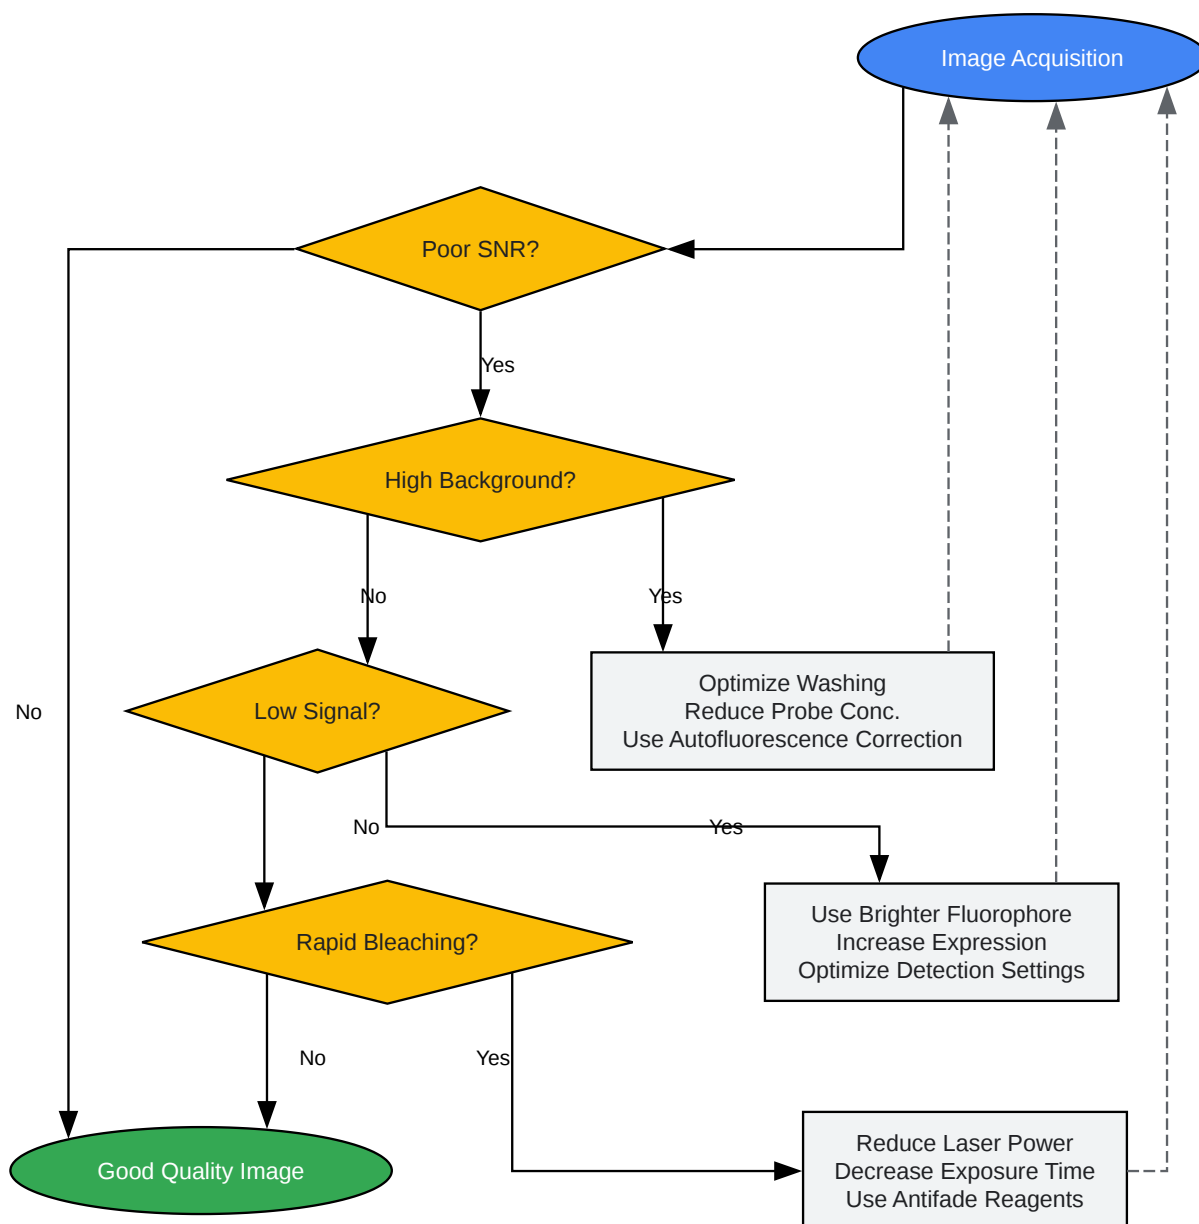 Image Acquisition
Poor SNR?
Yes
High Background?
No
Yes
Optimize Washing
Reduce Probe Conc.
Use Autofluorescence Correction
Low Signal?
No
No
Yes
Use Brighter Fluorophore
Increase Expression
Optimize Detection Settings
Rapid Bleaching?
No
Yes
Reduce Laser Power
Decrease Exposure Time
Use Antifade Reagents
Good Quality Image